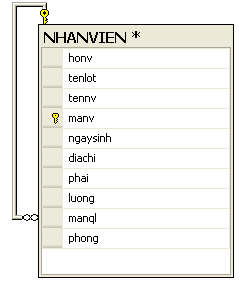 NHANVIEN *
honv
tenlot
tennv
manv
ngaysinh
diachi
phai
luong
manql
phong